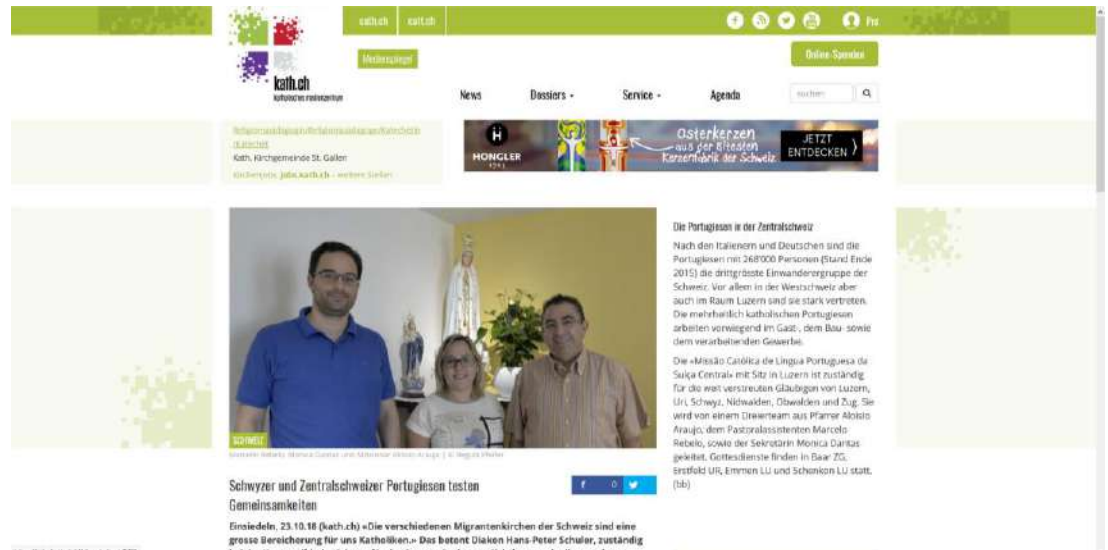 kath.ch
cath.ch
catt.ch
Medienspiegel
Online-Spenden
kath.ch
katholisches medienzentrum
News
Dossiers
Service
Agenda
suchen
Kath. Kirchgemeinde St. Gallen
jobs.kath.ch – weitere Stellen
HONGLER
Osterkerzen
aus der ältesten
Kerzenfabrik der Schweiz
JETZT
ENTDECKEN
SCHWEIZ
Schwyzer und Zentralschweizer Portugiesen testen
Gemeinsamkeiten
f 0
Einsiedeln, 23.10.18 (kath.ch) «Die verschiedenen Migrantenkirchen der Schweiz sind eine
grosse Bereicherung für uns Katholiken.» Das betont Diakon Hans-Peter Schuler, zuständig
Die Portugiesen in der Zentralschweiz
Nach den Italienern und Deutschen sind die
Portugiesen mit 268'000 Personen (Stand Ende
2015) die drittgrösste Einwanderergruppe der
Schweiz. Vor allem in der Westschweiz aber
auch im Raum Luzern sind sie stark vertreten.
Die mehrheitlich katholischen Portugiesen
arbeiten vorwiegend im Gast-, dem Bau- sowie
dem verarbeitenden Gewerbe.
Die «Missão Católica de Lingua Portuguesa da
Suiça Central» mit Sitz in Luzern ist zuständig
für die weit verstreuten Gläubigen von Luzern,
Uri, Schwyz, Nidwalden, Obwalden und Zug. Sie
wird von einem Dreierteam aus Pfarrer Aloisio
Araujo, dem Pastoralassistenten Marcelo
Rebelo, sowie der Sekretärin Monica Dantas
geleitet. Gottesdienste finden in Baar ZG,
Erstfeld UR, Emmen LU und Schenkon LU statt.
(bb)